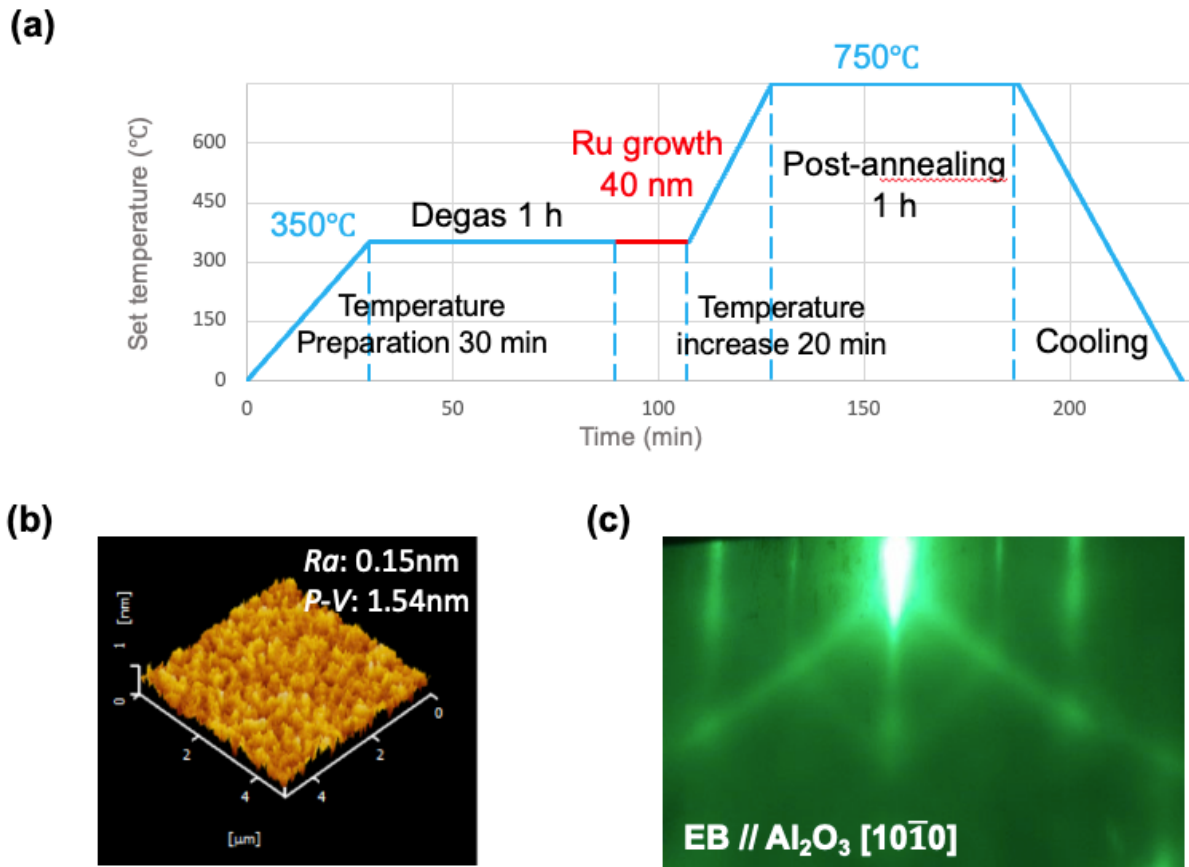 (a)
750℃
Set temperature (℃)
600
450
300
150
0
Ru growth
40 nm
Post-annealing
1 h
350℃
Degas 1 h
Temperature
Preparation 30 min
Temperature
increase 20 min
Cooling
0
50
100
150
200
Time (min)
(b)
Ra: 0.15nm
P-V: 1.54nm
[nm]
1
0
0
2
2
4
4
[μm]
(c)
EB // Al₂O₃ [101̄0]